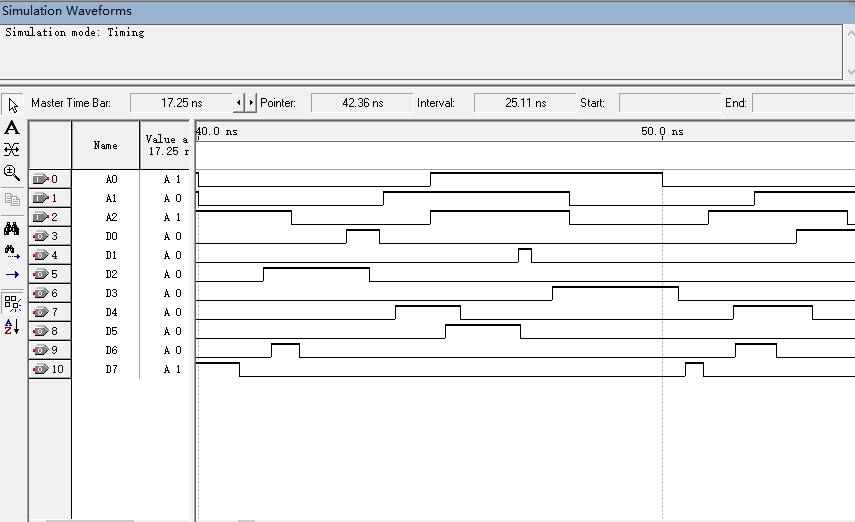 Simulation Waveforms
Simulation mode: Timing
Master Time Bar: 17.25 ns Pointer: 42.36 ns Interval: 25.11 ns Start: End:
Name Value a 40.0 ns 50.0 ns
17.25 r
0 A0 A 1
1 A1 A 0
2 A2 A 1
3 D0 A 0
4 D1 A 0
5 D2 A 0
6 D3 A 0
7 D4 A 0
8 D5 A 0
9 D6 A 0
10 D7 A 1